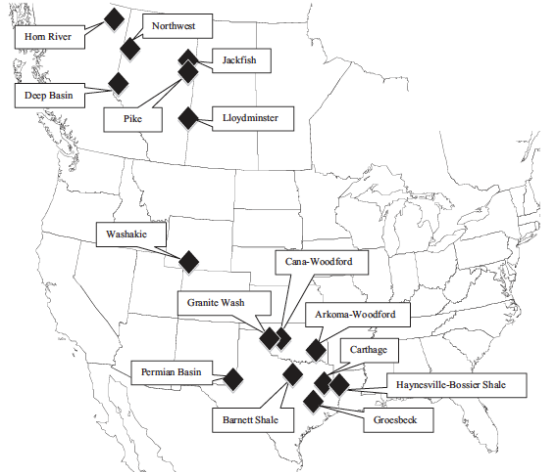 Northwest
Horn River
Jackfish
Deep Basin
Pike
Lloydminster
Washakie
Cana-Woodford
Granite Wash
Arkoma-Woodford
Carthage
Permian Basin
Haynesville-Bossier Shale
Barnett Shale
Groesbeck